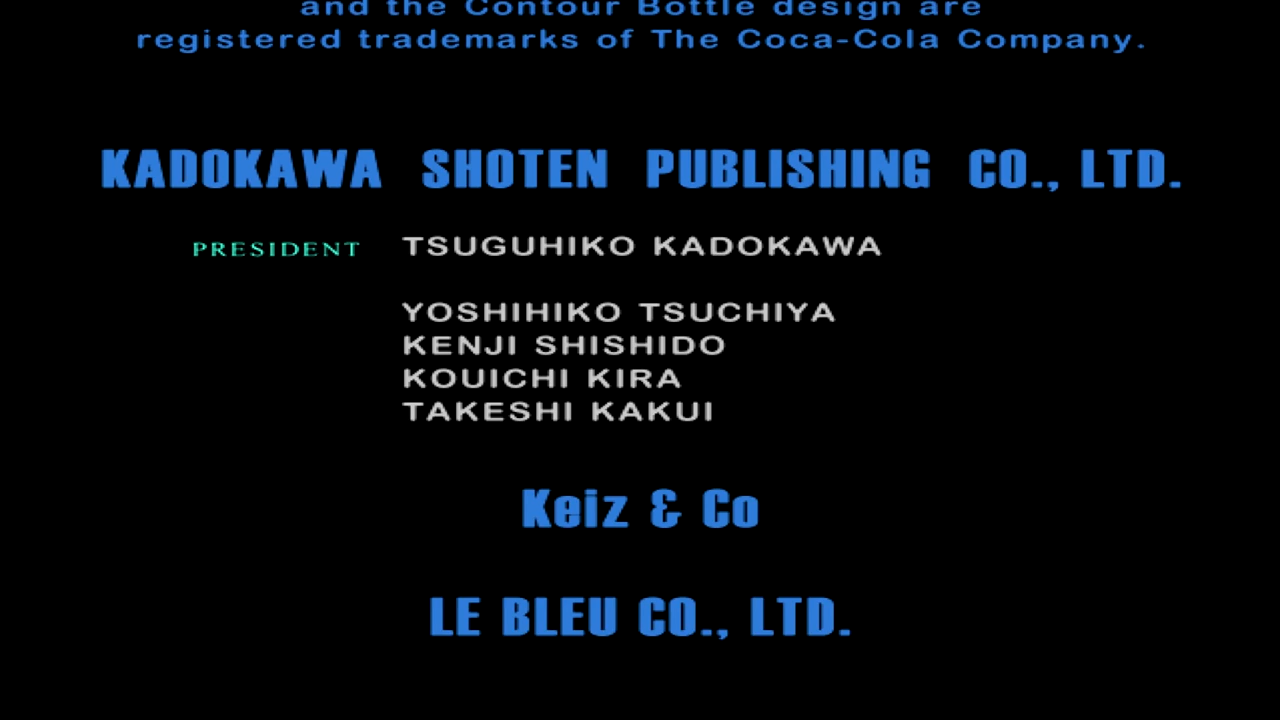 and the Contour Bottle design are
registered trademarks of The Coca-Cola Company.
KADOKAWA SHOTEN PUBLISHING CO., LTD.
PRESIDENT TSUGUHIKO KADOKAWA
YOSHIHIKO TSUCHIYA
KENJI SHISHIDO
KOUICHI KIRA
TAKESHI KAKUI
Keiz & Co
LE BLEU CO., LTD.